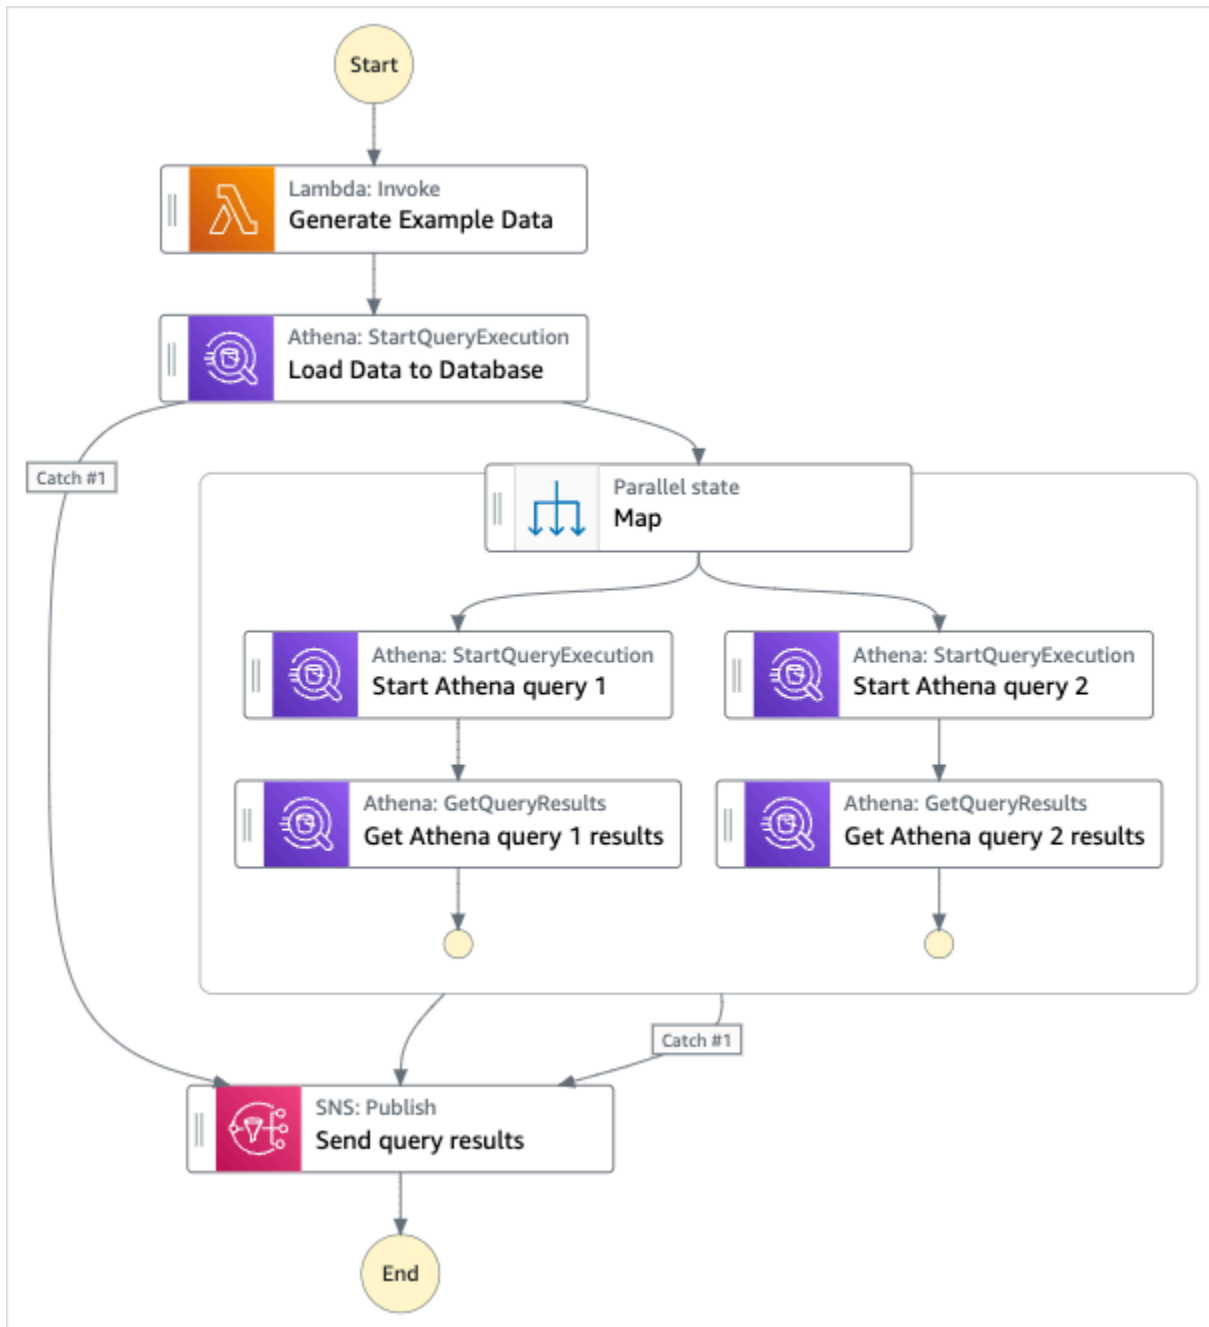 Start
Lambda: Invoke
Generate Example Data
Athena: StartQueryExecution
Load Data to Database
Catch #1
Parallel state
Map
Athena: StartQueryExecution
Start Athena query 1
Athena: StartQueryExecution
Start Athena query 2
Athena: GetQueryResults
Get Athena query 1 results
Athena: GetQueryResults
Get Athena query 2 results
Catch #1
SNS: Publish
Send query results
End